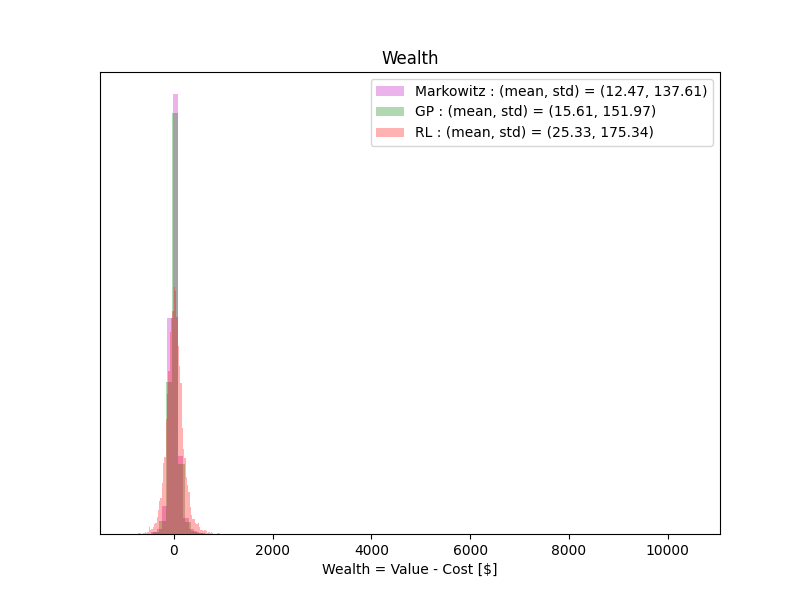 Wealth
Markowitz : (mean, std) = (12.47, 137.61)
GP : (mean, std) = (15.61, 151.97)
RL : (mean, std) = (25.33, 175.34)
0 2000 4000 6000 8000 10000
Wealth = Value - Cost [$]